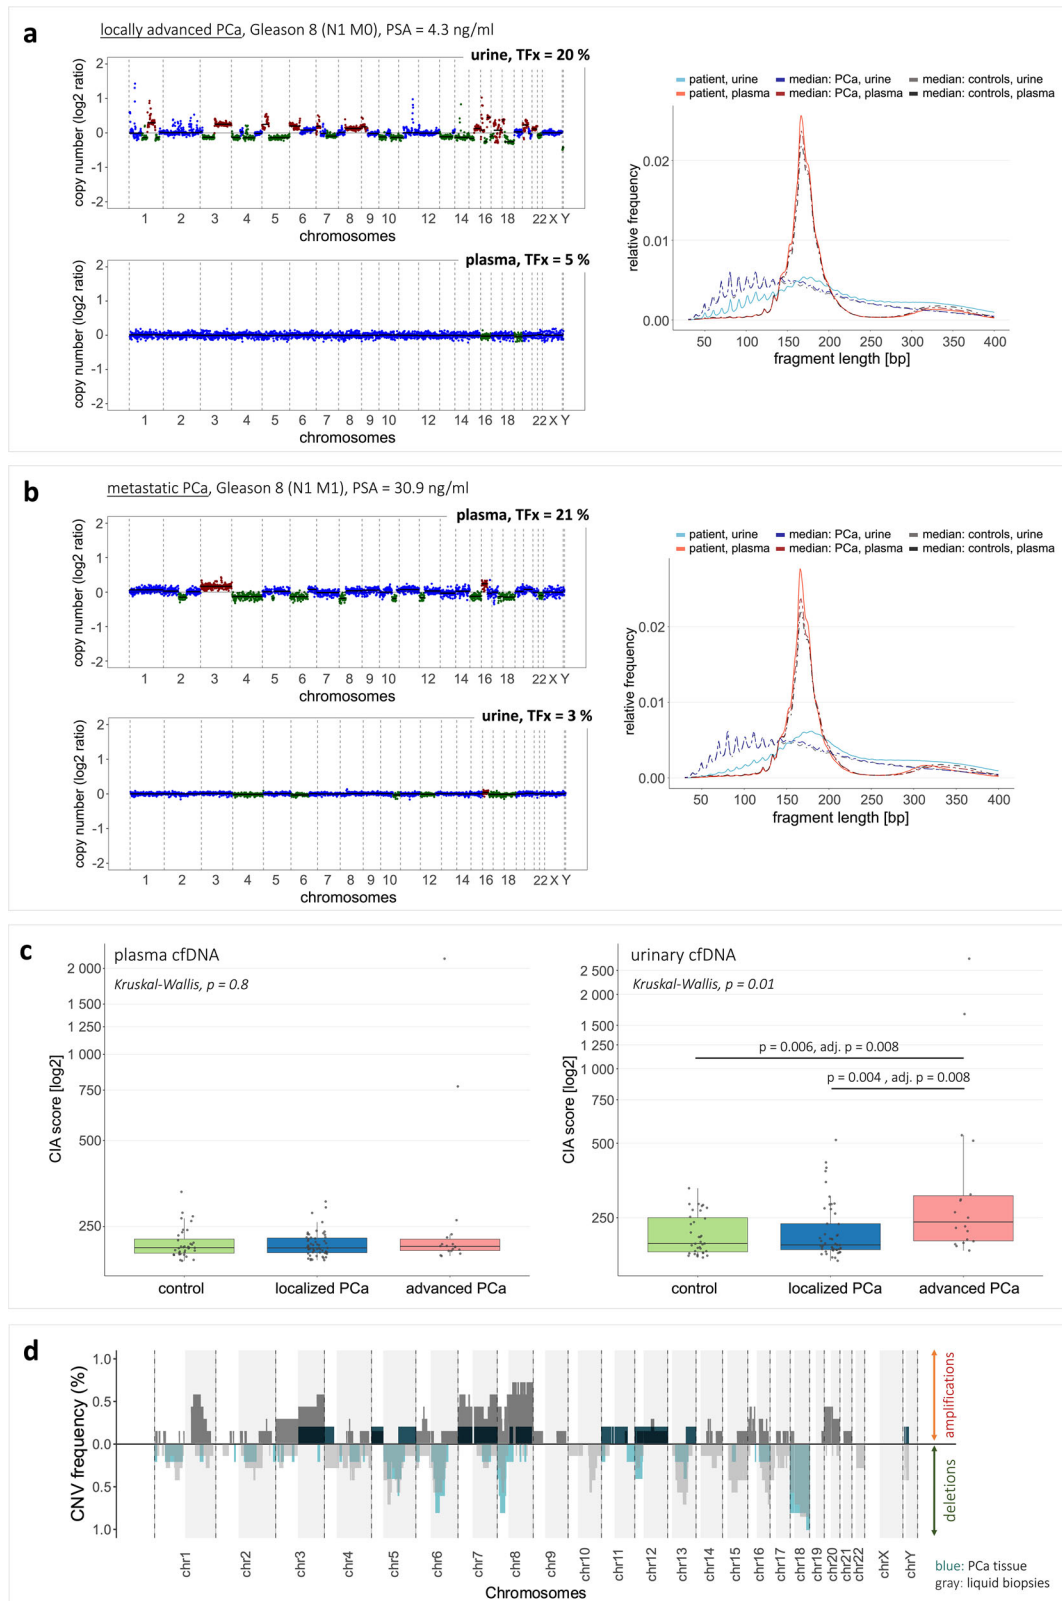 a
locally advanced PCa, Gleason 8 (N1 M0), PSA = 4.3 ng/ml
urine, TFx = 20 %
copy number (log2 ratio)
2
1
0
-1
-2
1 2 3 4 5 6 7 8 9 10 12 14 16 18 22 X Y
chromosomes
plasma, TFx = 5 %
copy number (log2 ratio)
2
1
0
-1
-2
1 2 3 4 5 6 7 8 9 10 12 14 16 18 22 X Y
chromosomes
patient, urine median: PCa, urine median: controls, urine
patient, plasma median: PCa, plasma median: controls, plasma
relative frequency
0.02
0.01
0.00
50 100 150 200 250 300 350 400
fragment length [bp]
b
metastatic PCa, Gleason 8 (N1 M1), PSA = 30.9 ng/ml
plasma, TFx = 21 %
copy number (log2 ratio)
2
1
0
-1
-2
1 2 3 4 5 6 7 8 9 10 12 14 16 18 22 X Y
chromosomes
urine, TFx = 3 %
copy number (log2 ratio)
2
1
0
-1
-2
1 2 3 4 5 6 7 8 9 10 12 14 16 18 22 X Y
chromosomes
patient, urine median: PCa, urine median: controls, urine
patient, plasma median: PCa, plasma median: controls, plasma
relative frequency
0.02
0.01
0.00
50 100 150 200 250 300 350 400
fragment length [bp]
c
plasma cfDNA
Kruskal-Wallis, p = 0.8
CIA score [log2]
2 000
1 500
1 000
750
500
250
control localized PCa advanced PCa
urinary cfDNA
Kruskal-Wallis, p = 0.01
p = 0.006, adj. p = 0.008
p = 0.004 , adj. p = 0.008
CIA score [log2]
2 500
2 000
1 500
1 250
1 000
750
500
250
control localized PCa advanced PCa
d
CNV frequency (%)
1.0
0.5
0.0
0.5
1.0
amplifications
deletions
chr1 chr2 chr3 chr4 chr5 chr6 chr7 chr8 chr9 chr10 chr11 chr12 chr13 chr14 chr15 chr16 chr17 chr18 chr19 chr20 chr21 chr22 chrX chrY
Chromosomes
blue: PCa tissue
gray: liquid biopsies